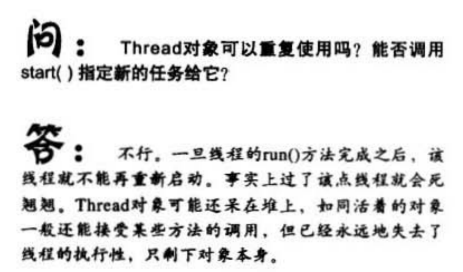 问： Thread对象可以重复使用吗？能否调用
start( ) 指定新的任务给它？
答： 不行。一旦线程的run()方法完成之后，该
线程就不能再重新启动。事实上过了该点线程就会死
翘翘。Thread对象可能还呆在堆上，如同活着的对象
一般还能接受某些方法的调用，但已经永远地失去了
线程的执行性，只剩下对象本身。